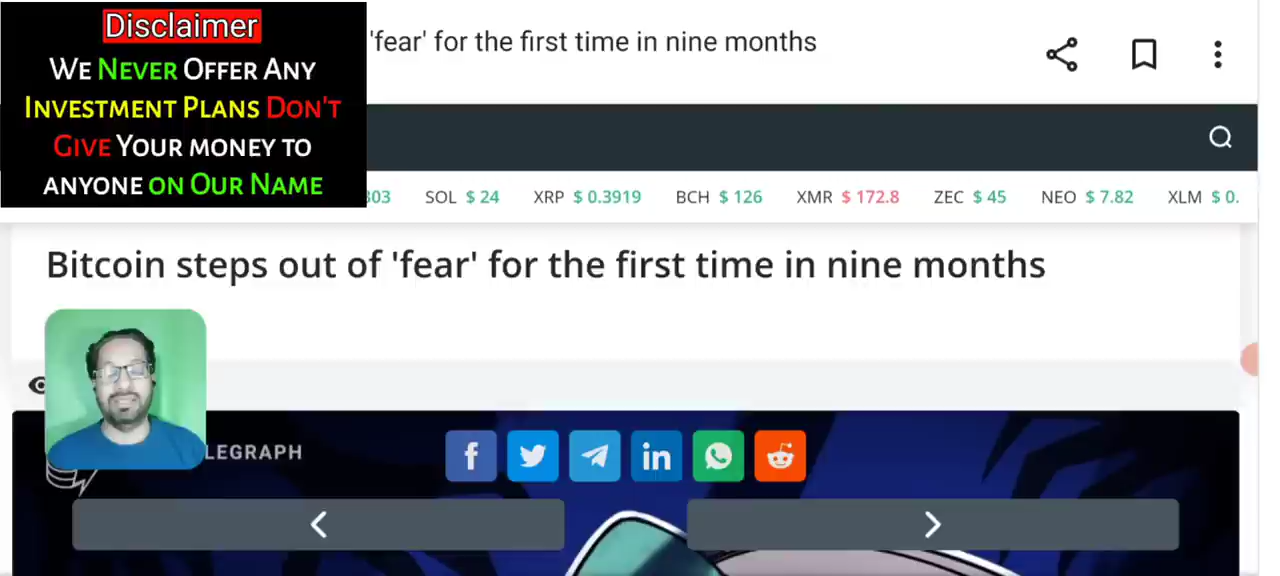 Disclaimer
WE NEVER OFFER ANY
INVESTMENT PLANS DON'T
GIVE YOUR MONEY TO
ANYONE ON OUR NAME
'fear' for the first time in nine months
303 SOL $ 24 XRP $ 0.3919 BCH $ 126 XMR $ 172.8 ZEC $ 45 NEO $ 7.82 XLM $ 0.
Bitcoin steps out of 'fear' for the first time in nine months
LEGRAPH